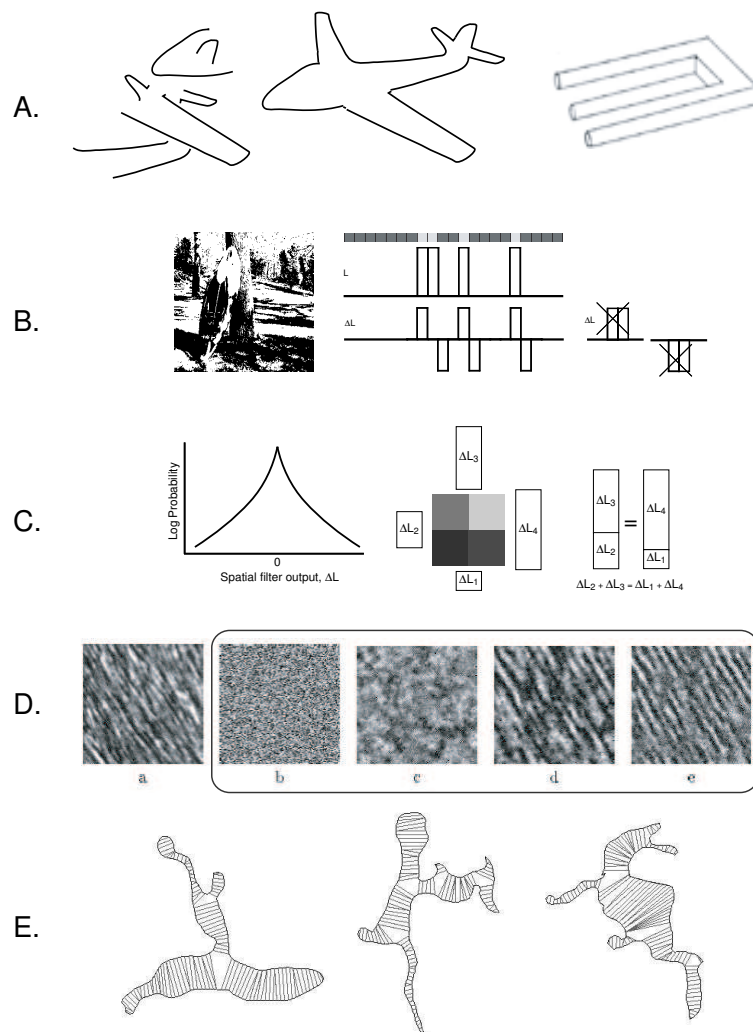 A.
B.
L
ΔL
ΔL
C.
Log Probability
0
Spatial filter output, ΔL
ΔL3
ΔL2
ΔL4
ΔL1
ΔL3
ΔL2
=
ΔL4
ΔL1
ΔL2 + ΔL3 = ΔL1 + ΔL4
D.
a b c d e
E.